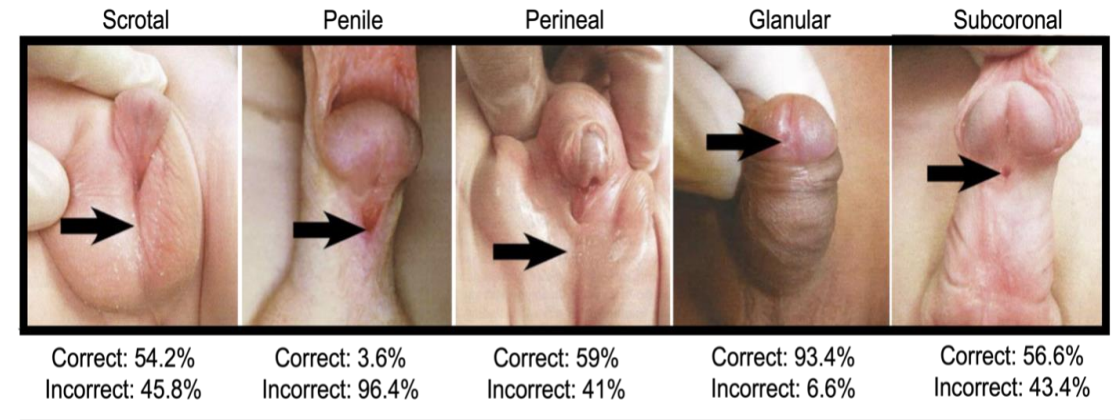 Scrotal Penile Perineal Glanular Subcoronal
Correct: 54.2% Correct: 3.6% Correct: 59% Correct: 93.4% Correct: 56.6%
Incorrect: 45.8% Incorrect: 96.4% Incorrect: 41% Incorrect: 6.6% Incorrect: 43.4%